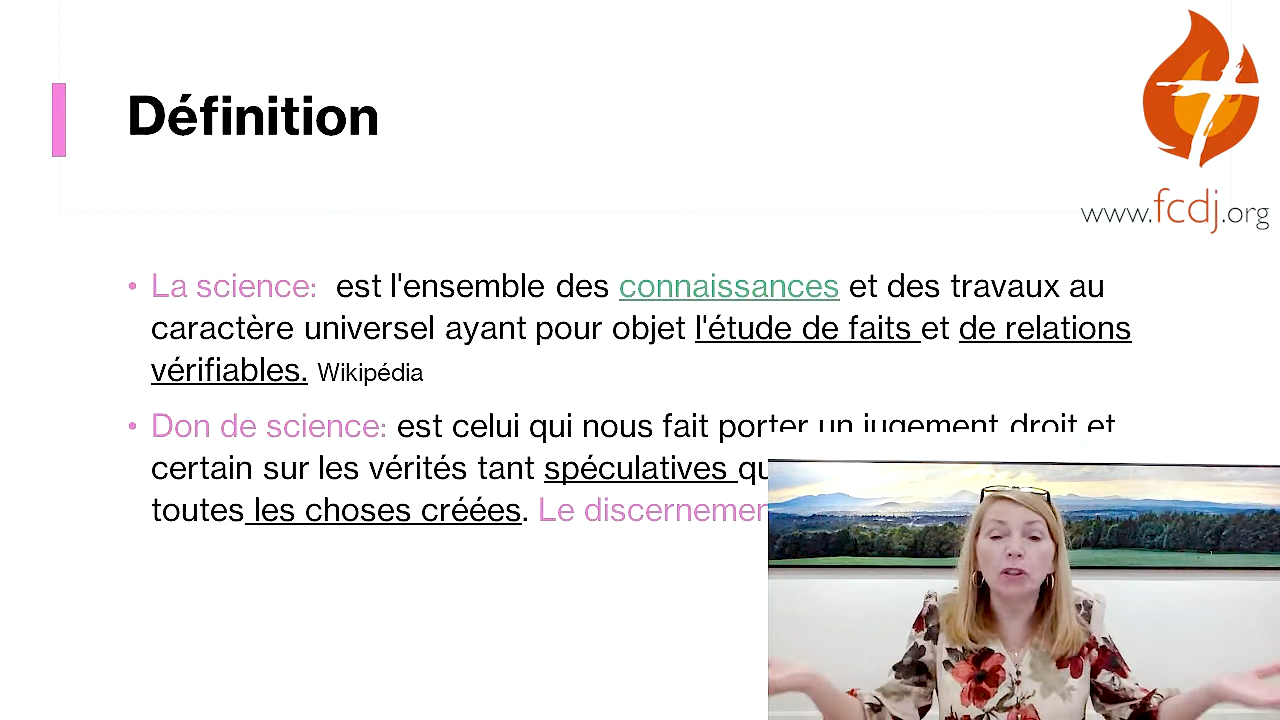 Définition
www.fcdj.org
• La science: est l'ensemble des connaissances et des travaux au
caractère universel ayant pour objet l'étude de faits et de relations
vérifiables. Wikipédia
• Don de science: est celui qui nous fait porter un jugement droit et
certain sur les vérités tant spéculatives
toutes les choses créées. Le